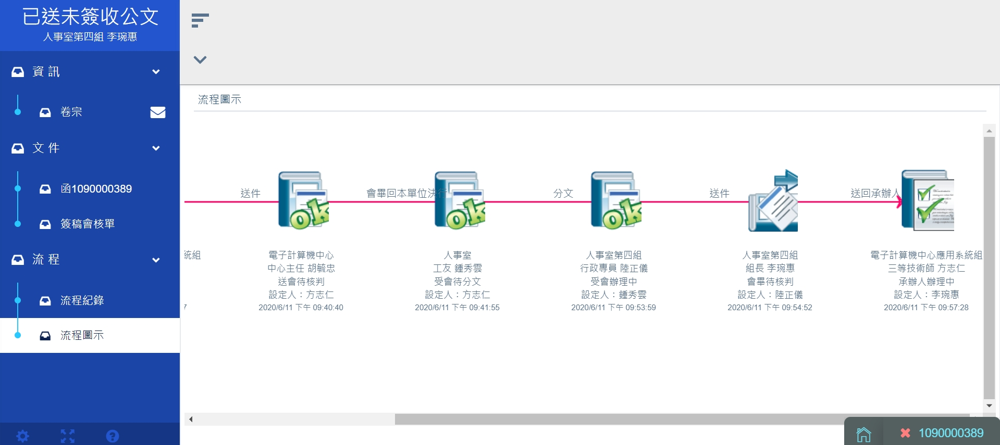 已送未簽收公文
人事室第四組 李琬惠
資 訊
卷宗
文 件
函1090000389
簽稿會核單
流 程
流程紀錄
流程圖示
流程圖示
送件
會畢回本單位決行
分文
送件
送回承辦人
統組
7
電子計算機中心
中心主任 胡毓忠
送會待核判
設定人：方志仁
2020/6/11 下午 09:40:40
人事室
工友 鍾秀雲
受會待分文
設定人：方志仁
2020/6/11 下午 09:41:55
人事室第四組
行政專員 陸正儀
受會辦理中
設定人：鍾秀雲
2020/6/11 下午 09:53:59
人事室第四組
組長 李琬惠
會畢待核判
設定人：陸正儀
2020/6/11 下午 09:54:52
電子計算機中心應用系統組
三等技術師 方志仁
承辦人辦理中
設定人：李琬惠
2020/6/11 下午 09:57:28
1090000389